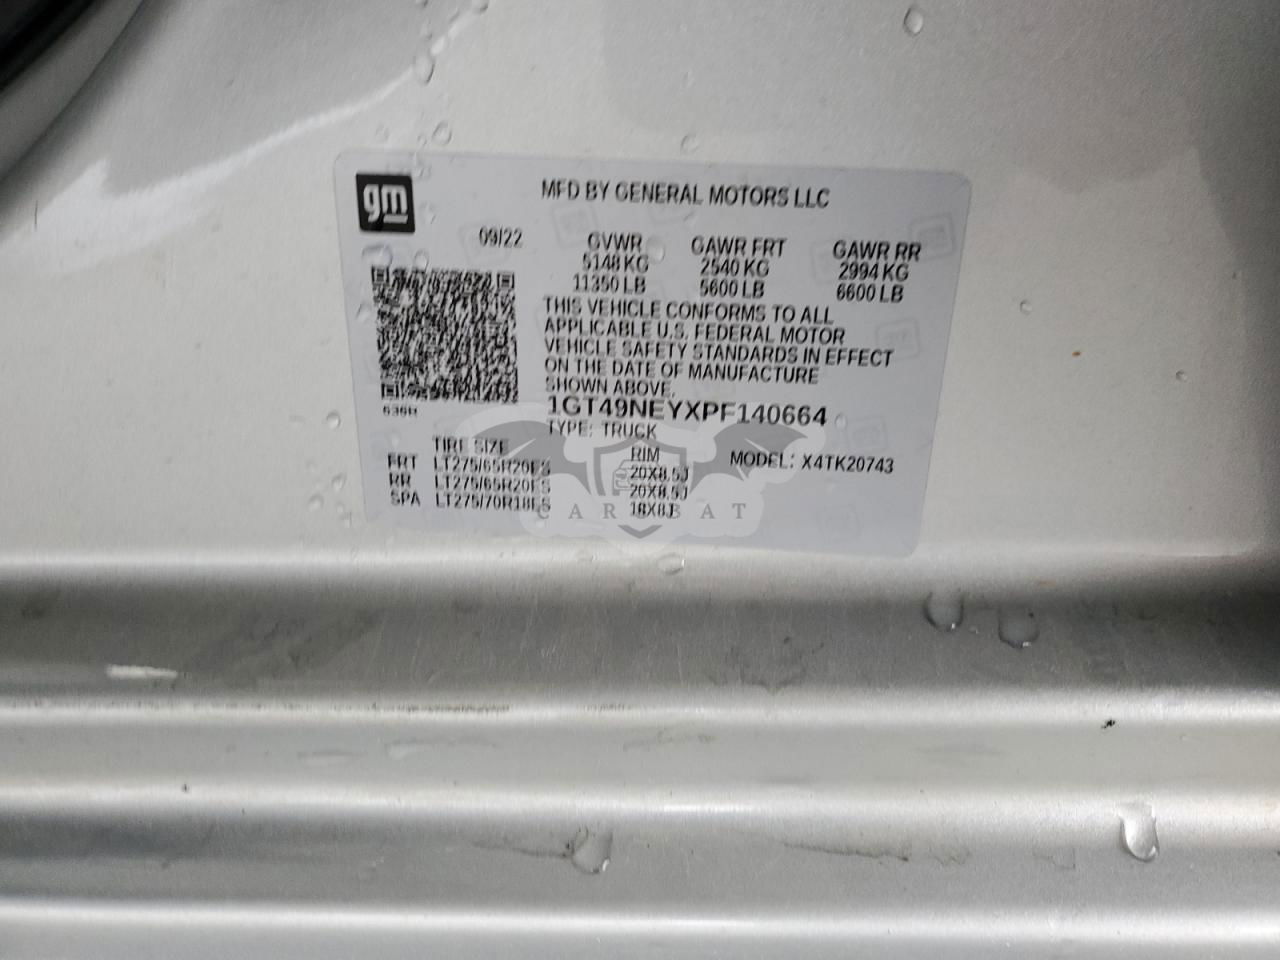 gm
MFD BY GENERAL MOTORS LLC
09/22 GVWR GAWR FRT GAWR RR
5148 KG 2540 KG 2994 KG
11350 LB 5600 LB 6600 LB
THIS VEHICLE CONFORMS TO ALL
APPLICABLE U.S. FEDERAL MOTOR
VEHICLE SAFETY STANDARDS IN EFFECT
ON THE DATE OF MANUFACTURE
SHOWN ABOVE.
1GT49NEYXPF140664
TYPE: TRUCK
TIRE SIZE RIM MODEL: X4TK20743
FRT LT275/65R20ES 20X8.5J
RR LT275/65R20ES 20X8.5J
SPA LT275/70R18ES 18X8J
CARSBAT